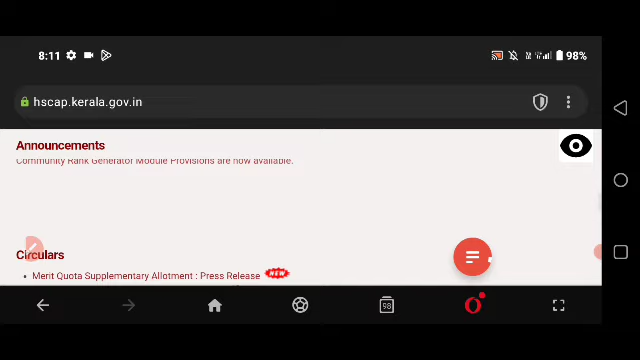 8:11
98%
hscap.kerala.gov.in
Announcements
Community Rank Generator Module Provisions are now available.
Circulars
Merit Quota Supplementary Allotment : Press Release NEW
98